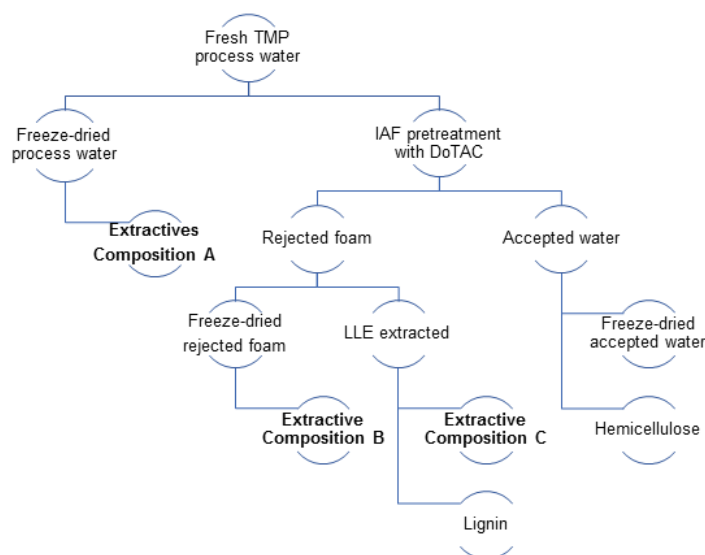 Fresh TMP
process water
Freeze-dried
process water
IAF pretreatment
with DoTAC
Extractives
Composition A
Rejected foam
Accepted water
Freeze-dried
rejected foam
LLE extracted
Freeze-dried
accepted water
Extractive
Composition B
Extractive
Composition C
Hemicellulose
Lignin